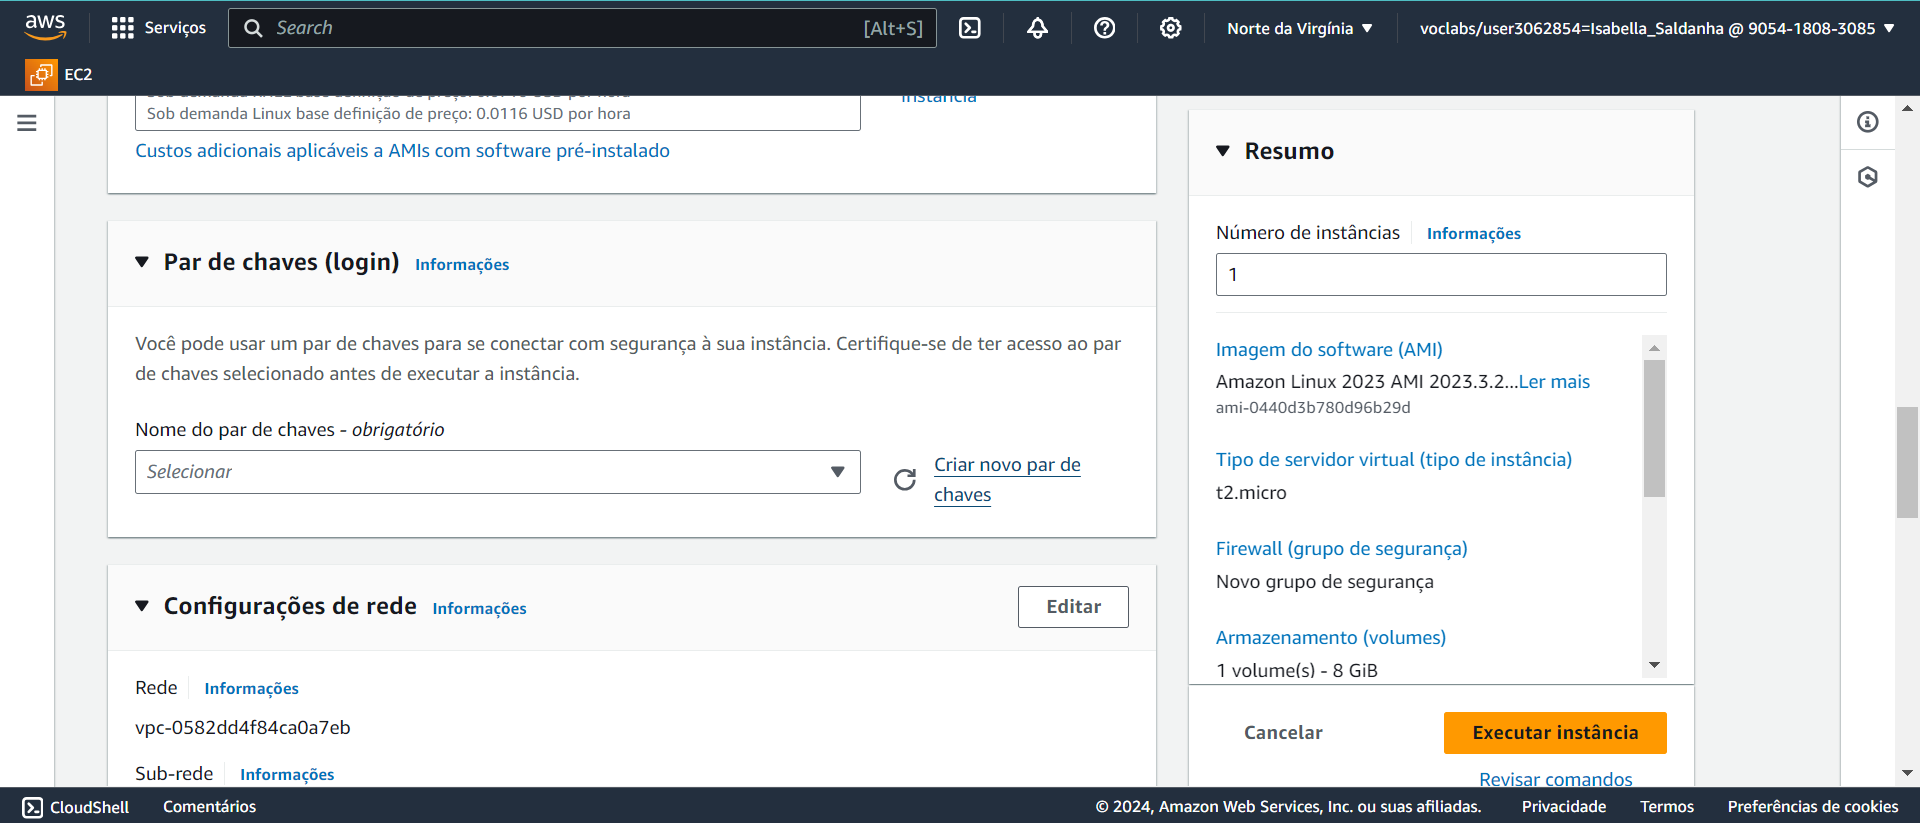 aws
Serviços
Search
[Alt+S]
Norte da Virgínia
voclabs/user3062854=Isabella_Saldanha @ 9054-1808-3085
EC2
Sob demanda Linux base definição de preço: 0.0116 USD por hora
instância
Custos adicionais aplicáveis a AMIs com software pré-instalado
Par de chaves (login) Informações
Você pode usar um par de chaves para se conectar com segurança à sua instância. Certifique-se de ter acesso ao par
de chaves selecionado antes de executar a instância.
Nome do par de chaves - obrigatório
Selecionar
Criar novo par de
chaves
Configurações de rede Informações
Editar
Rede Informações
vpc-0582dd4f84ca0a7eb
Sub-rede Informações
Resumo
Número de instâncias Informações
1
Imagem do software (AMI)
Amazon Linux 2023 AMI 2023.3.2...Ler mais
ami-0440d3b780d96b29d
Tipo de servidor virtual (tipo de instância)
t2.micro
Firewall (grupo de segurança)
Novo grupo de segurança
Armazenamento (volumes)
1 volume(s) - 8 GiB
Cancelar
Executar instância
Revisar comandos
CloudShell
Comentários
© 2024, Amazon Web Services, Inc. ou suas afiliadas.
Privacidade
Termos
Preferências de cookies